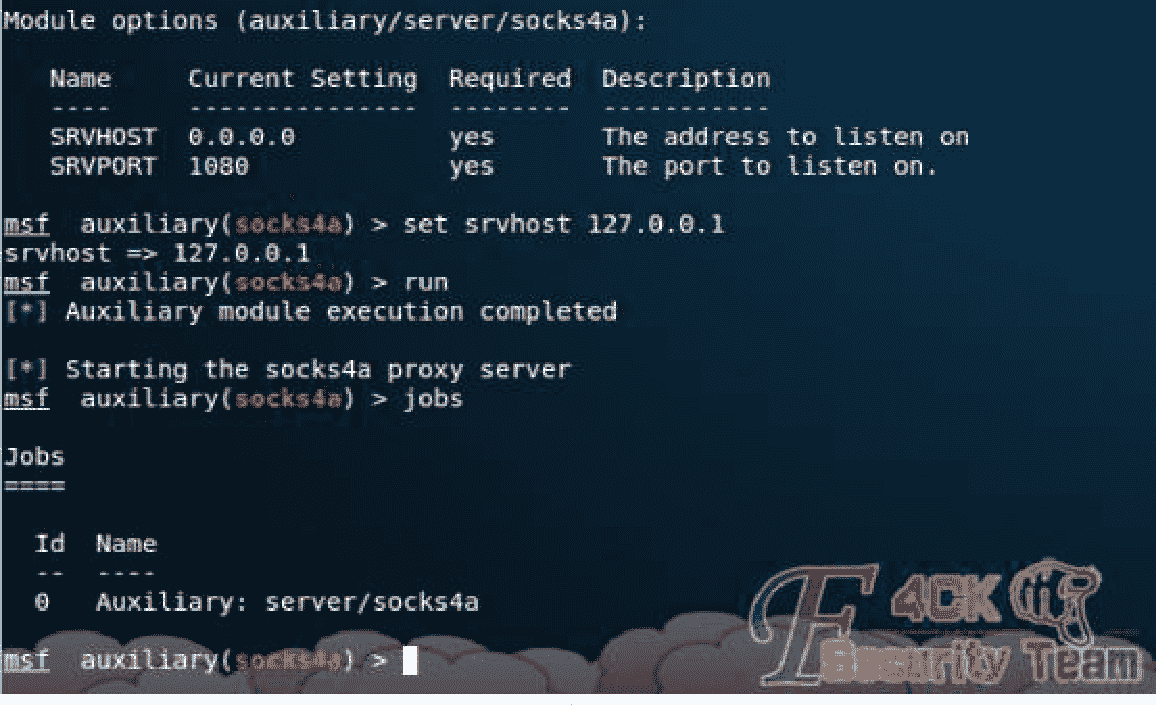 Module options (auxiliary/server/socks4a):
Name Current Setting Required Description
---- --------------- -------- -----------
SRVHOST 0.0.0.0 yes The address to listen on
SRVPORT 1080 yes The port to listen on.
msf auxiliary(socks4a) > set srvhost 127.0.0.1
srvhost => 127.0.0.1
msf auxiliary(socks4a) > run
[*] Auxiliary module execution completed
[*] Starting the socks4a proxy server
msf auxiliary(socks4a) > jobs
Jobs
====
Id Name
-- ----
0 Auxiliary: server/socks4a
msf auxiliary(socks4a) >
F4CK
Security Team